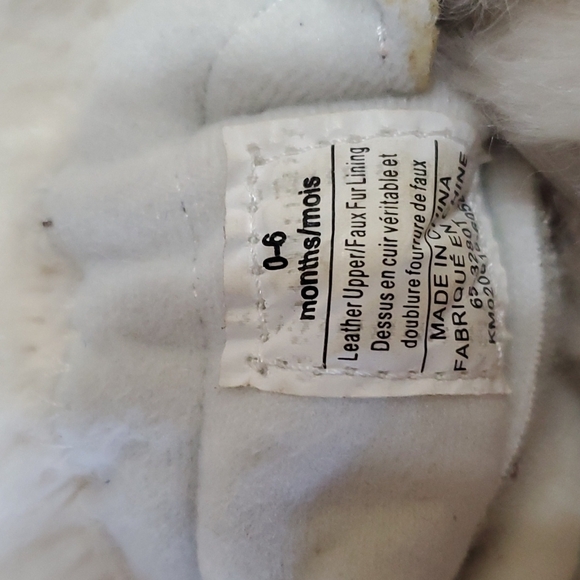 0-6
months/mois
Leather Upper/Faux Fur Lining
Dessus en cuir véritable et
doublure fourrure de faux
MADE IN CHINA
FABRIQUÉ EN CHINE